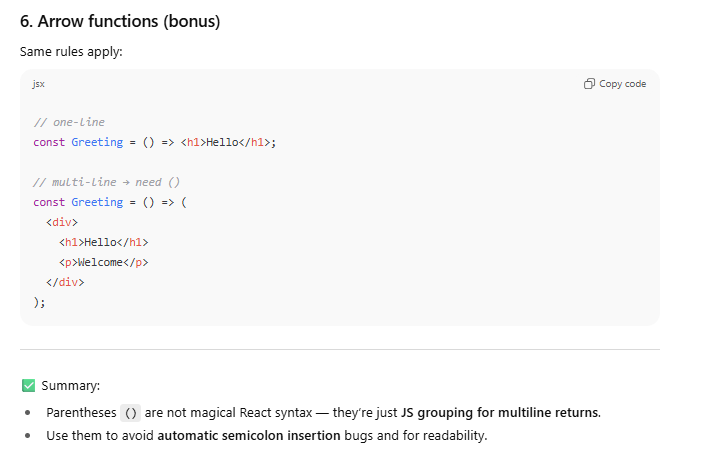 6. Arrow functions (bonus)
Same rules apply:
jsx
Copy code
// one-line
const Greeting = () => <h1>Hello</h1>;
// multi-line → need ()
const Greeting = () => (
<div>
<h1>Hello</h1>
<p>Welcome</p>
</div>
);
✅ Summary:
• Parentheses () are not magical React syntax — they're just JS grouping for multiline returns.
• Use them to avoid automatic semicolon insertion bugs and for readability.